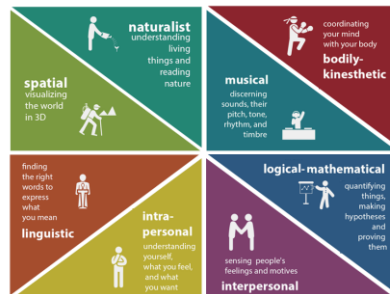 naturalist
understanding
living
things and
reading
nature
spatial
visualizing
the world
in 3D
coordinating
your mind
with your body
bodily-
kinesthetic
musical
discerning
sounds, their
pitch, tone,
rhythm, and
timbre
finding
the right
words to
express
what
you mean
linguistic
intra-
personal
understanding
yourself,
what you feel,
and what
you want
logical-mathematical
quantifying
things,
making
hypotheses
and
proving
them
sensing people's
feelings and motives
interpersonal